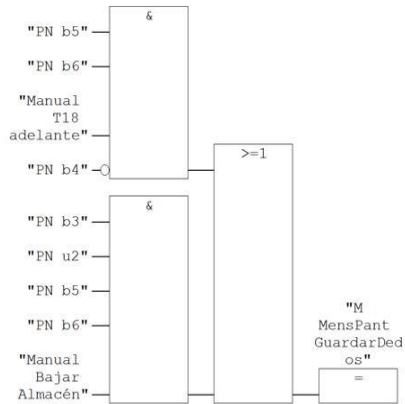 &
"PN b5"
"PN b6"
"Manual
T18
adelante"
"PN b4"
>=1
&
"PN b3"
"PN u2"
"PN b5"
"PN b6"
"Manual
Bajar
Almacén"
"M
MensPant
GuardarDed
os"
=